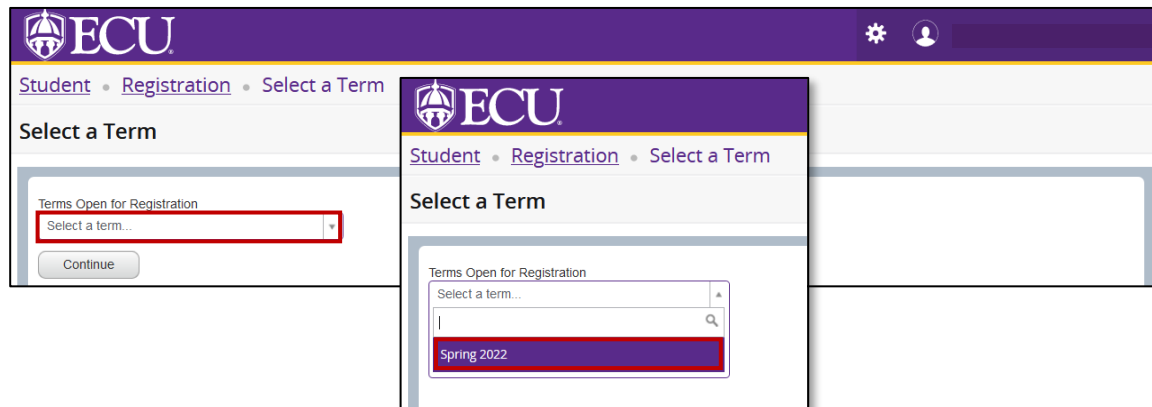 ECU
Student • Registration • Select a Term
Select a Term
Terms Open for Registration
Select a term...
Continue
ECU
Student • Registration • Select a Term
Select a Term
Terms Open for Registration
Select a term...
Spring 2022